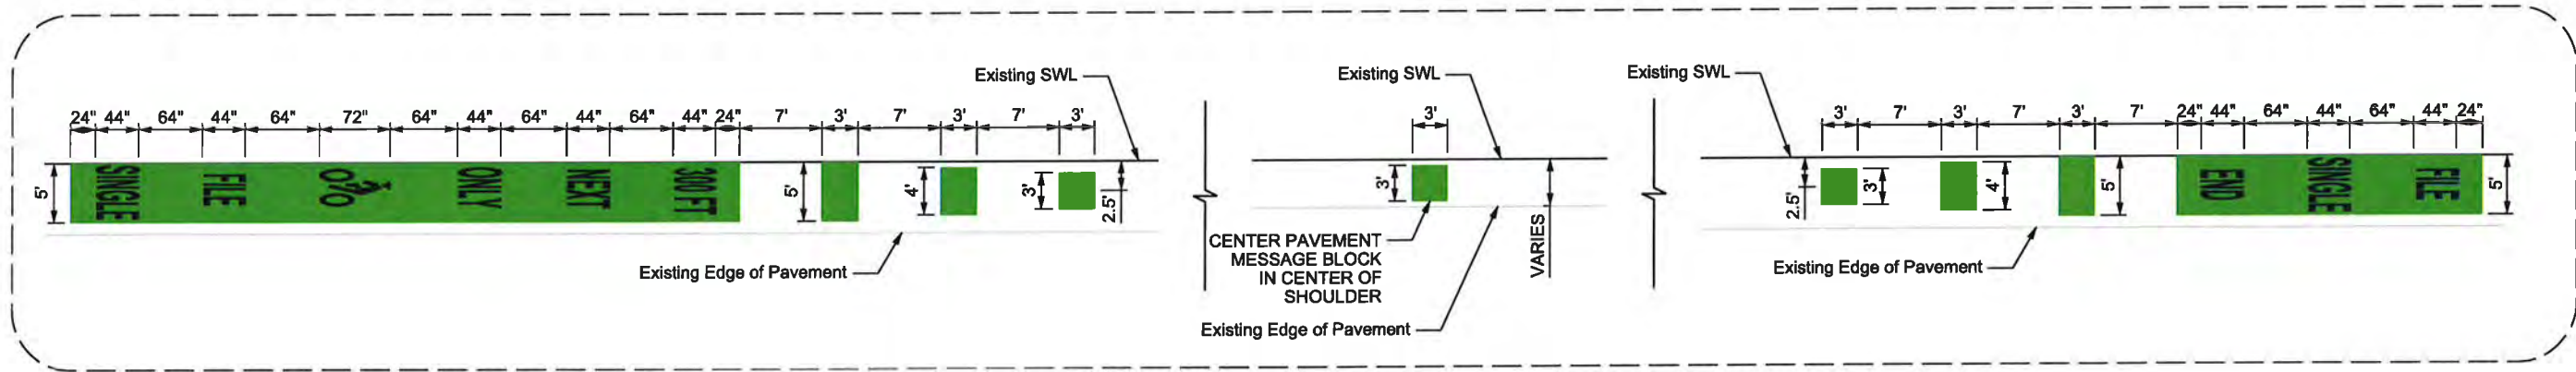 Existing SWL
24" 44" 64" 44" 64" 72" 64" 44" 64" 44" 64" 44" 24" 7' 3' 7' 3' 7' 3'
5'
SINGLE
FILE
ONLY
NEXT
310 FT
5'
4'
3'
2.5'
Existing Edge of Pavement
Existing SWL
3'
3'
CENTER PAVEMENT
MESSAGE BLOCK
IN CENTER OF
SHOULDER
VARIES
Existing Edge of Pavement
Existing SWL
3' 7' 3' 7' 3' 7' 24" 44" 64" 44" 64" 44" 24"
2.5'
3'
4'
5'
END
SINGLE
FILE
5'
Existing Edge of Pavement